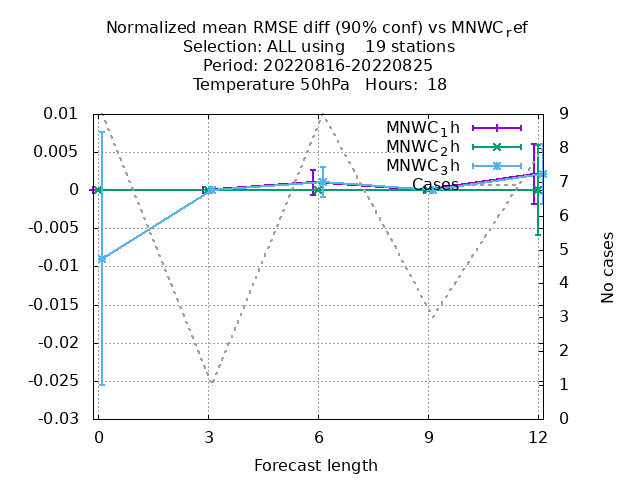 Normalized mean RMSE diff (90% conf) vs MNWC_ref
Selection: ALL using    19 stations
Period: 20220816-20220825
Temperature 50hPa   Hours:  18
0.01
0.005
0
-0.005
-0.01
-0.015
-0.02
-0.025
-0.03
MNWC_1h
MNWC_2h
MNWC_3h
Cases
9
8
7
6
5
4
3
2
1
0
No cases
0 3 6 9 12
Forecast length